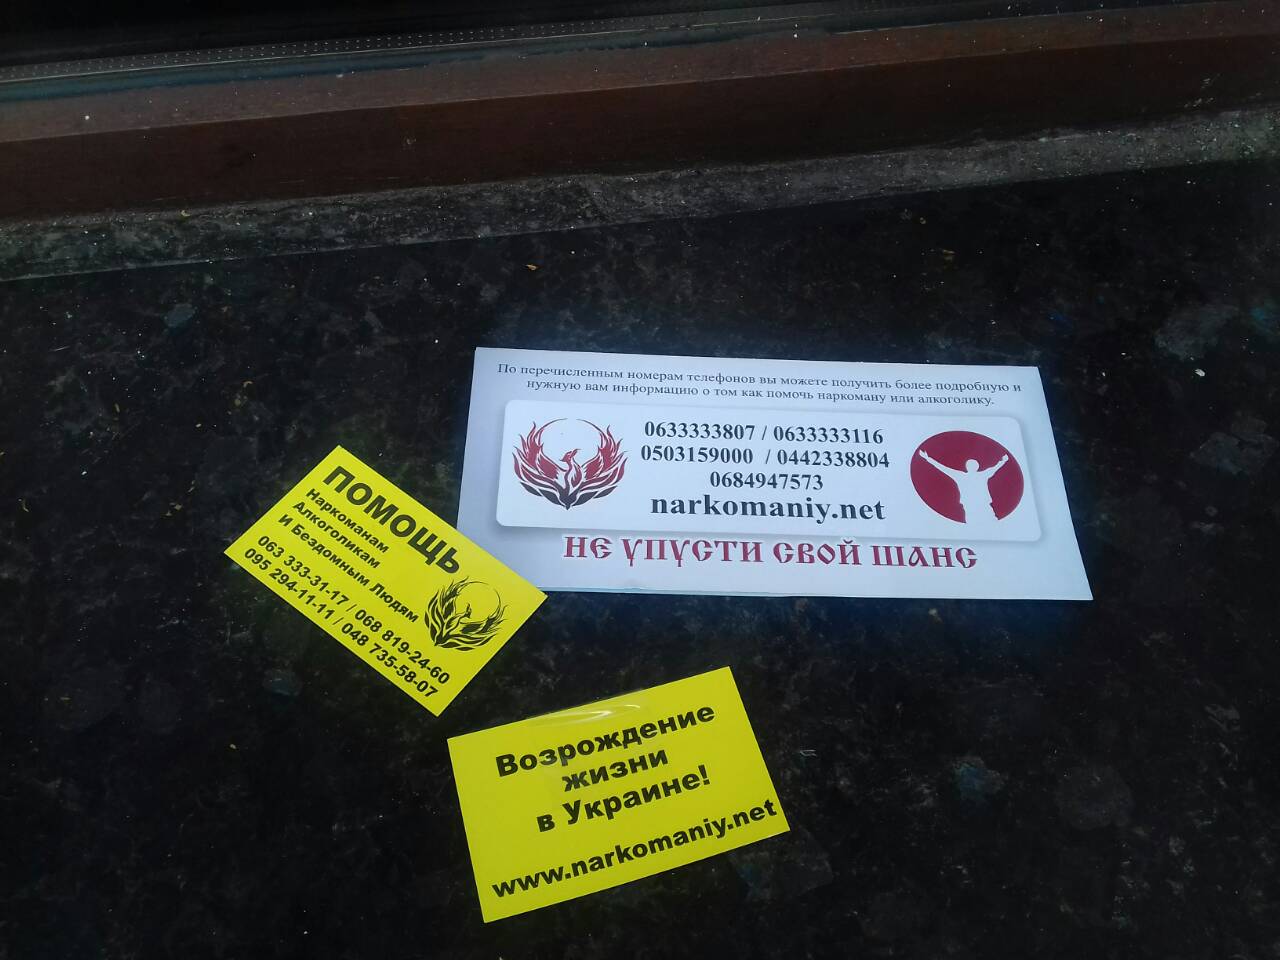 По перечисленным номерам телефонов вы можете получить более подробную и
нужную вам информацию о том как помочь наркоману или алкоголику.
0633333807 / 0633333116
0503159000 / 0442338804
0684947573
narkomaniy.net
НЕ УПУСТИ СВОЙ ШАНС
ПОМОЩЬ
Наркоманам
Алкоголикам
и Бездомным Людям
063 333-31-17 / 068 819-24-60
095 294-11-11 / 048 735-58-07
Возрождение
жизни
в Украине!
www.narkomaniy.net